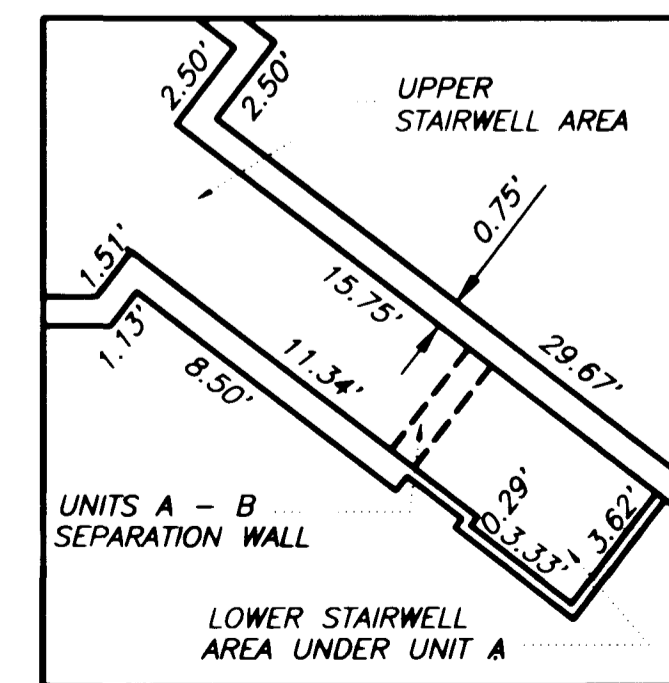 2.50'
2.50'
UPPER
STAIRWELL AREA
0.75'
1.51'
15.75'
1.13'
11.34'
29.67'
8.50'
0.29'
3.62'
3.33'
UNITS A - B
SEPARATION WALL
LOWER STAIRWELL
AREA UNDER UNIT A